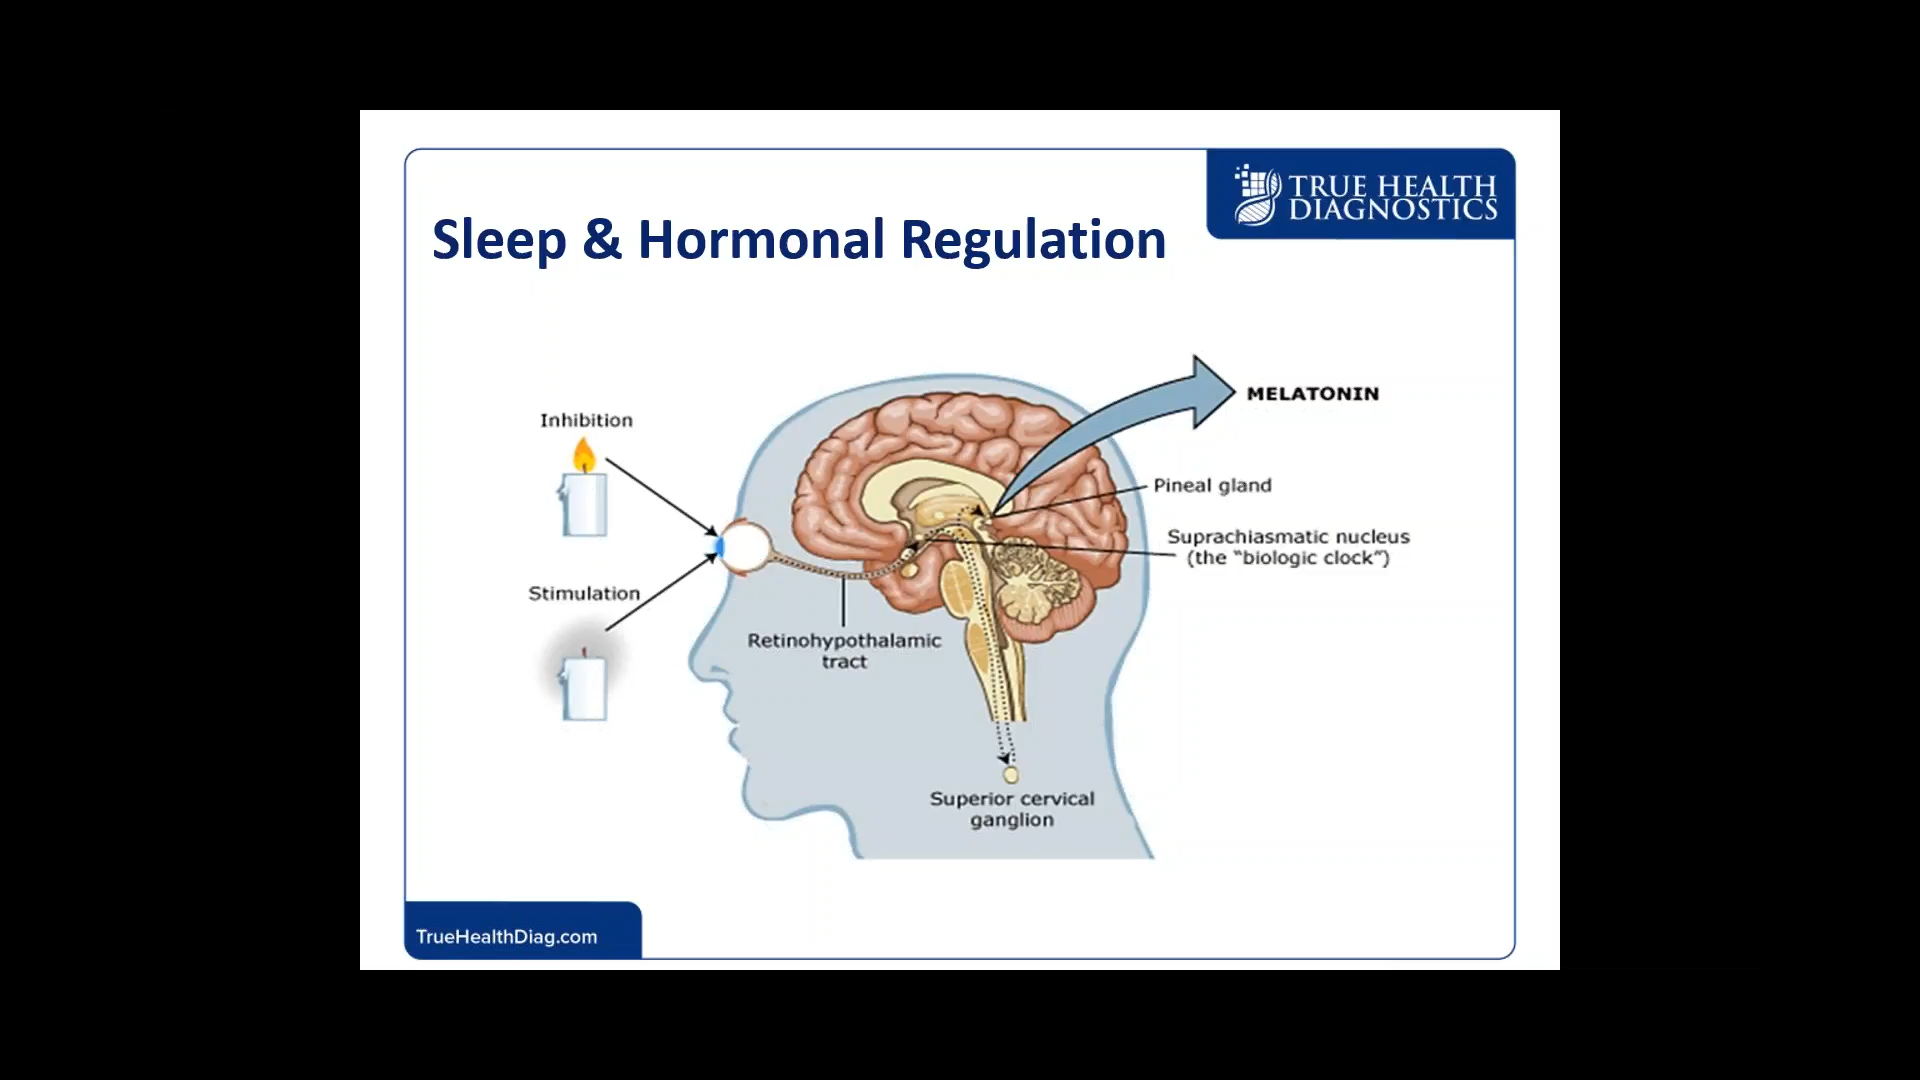 TRUE HEALTH
DIAGNOSTICS
Sleep & Hormonal Regulation
MELATONIN
Inhibition
Pineal gland
Suprachiasmatic nucleus
(the “biologic clock”)
Stimulation
Retinohypothalamic
tract
Superior cervical
ganglion
TrueHealthDiag.com